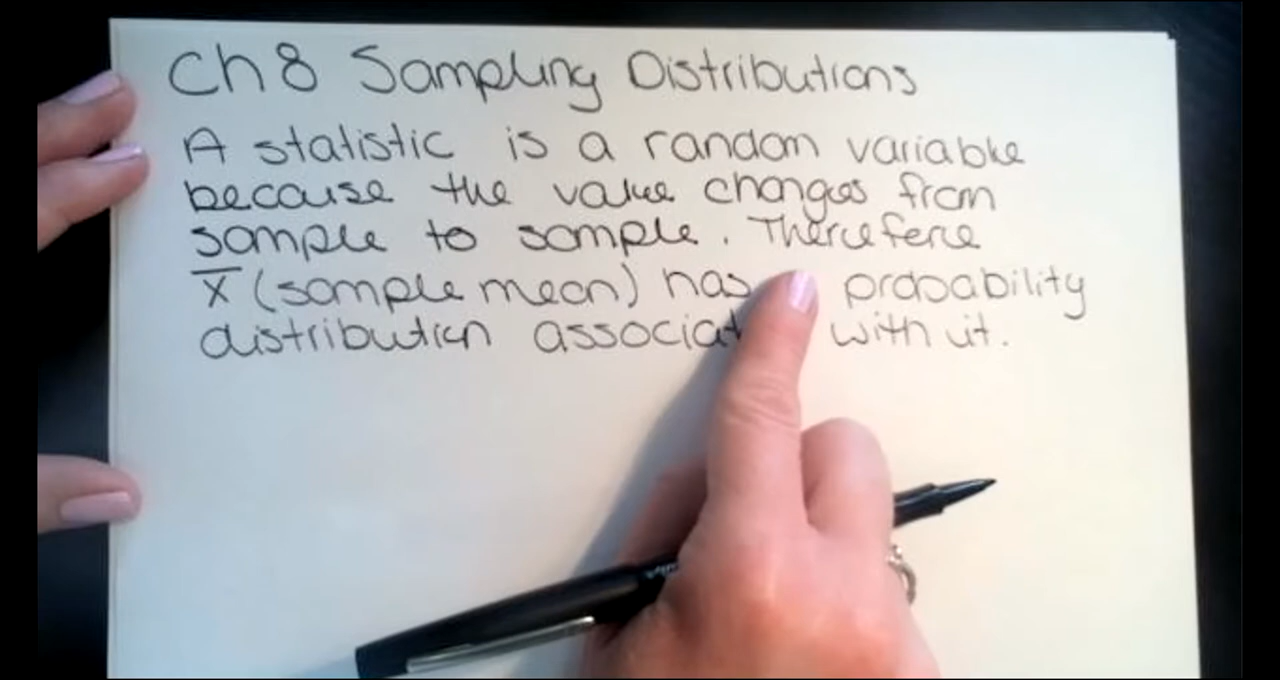 Ch 8 Sampling Distributions
A statistic is a random variable
because the value changes from
sample to sample. Therefore
x̅ (sample mean) has probability
distribution with it.